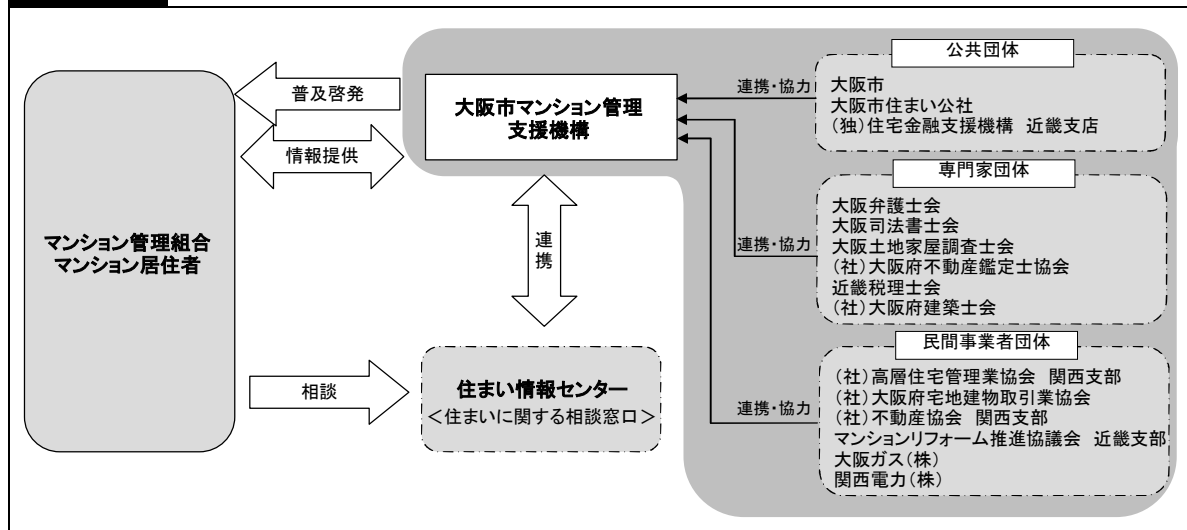 マンション管理組合
マンション居住者
普及啓発
情報提供
相談
大阪市マンション管理
支援機構
連携
住まい情報センター
＜住まいに関する相談窓口＞
連携・協力
公共団体
大阪市
大阪市住まい公社
(独)住宅金融支援機構 近畿支店
連携・協力
専門家団体
大阪弁護士会
大阪司法書士会
大阪土地家屋調査士会
(社)大阪府不動産鑑定士協会
近畿税理士会
(社)大阪府建築士会
連携・協力
民間事業者団体
(社)高層住宅管理業協会 関西支部
(社)大阪府宅地建物取引業協会
(社)不動産協会 関西支部
マンションリフォーム推進協議会 近畿支部
大阪ガス(株)
関西電力(株)